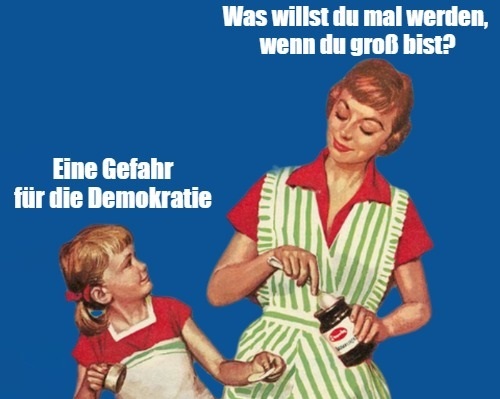 Was willst du mal werden,
wenn du groß bist?
Eine Gefahr
für die Demokratie